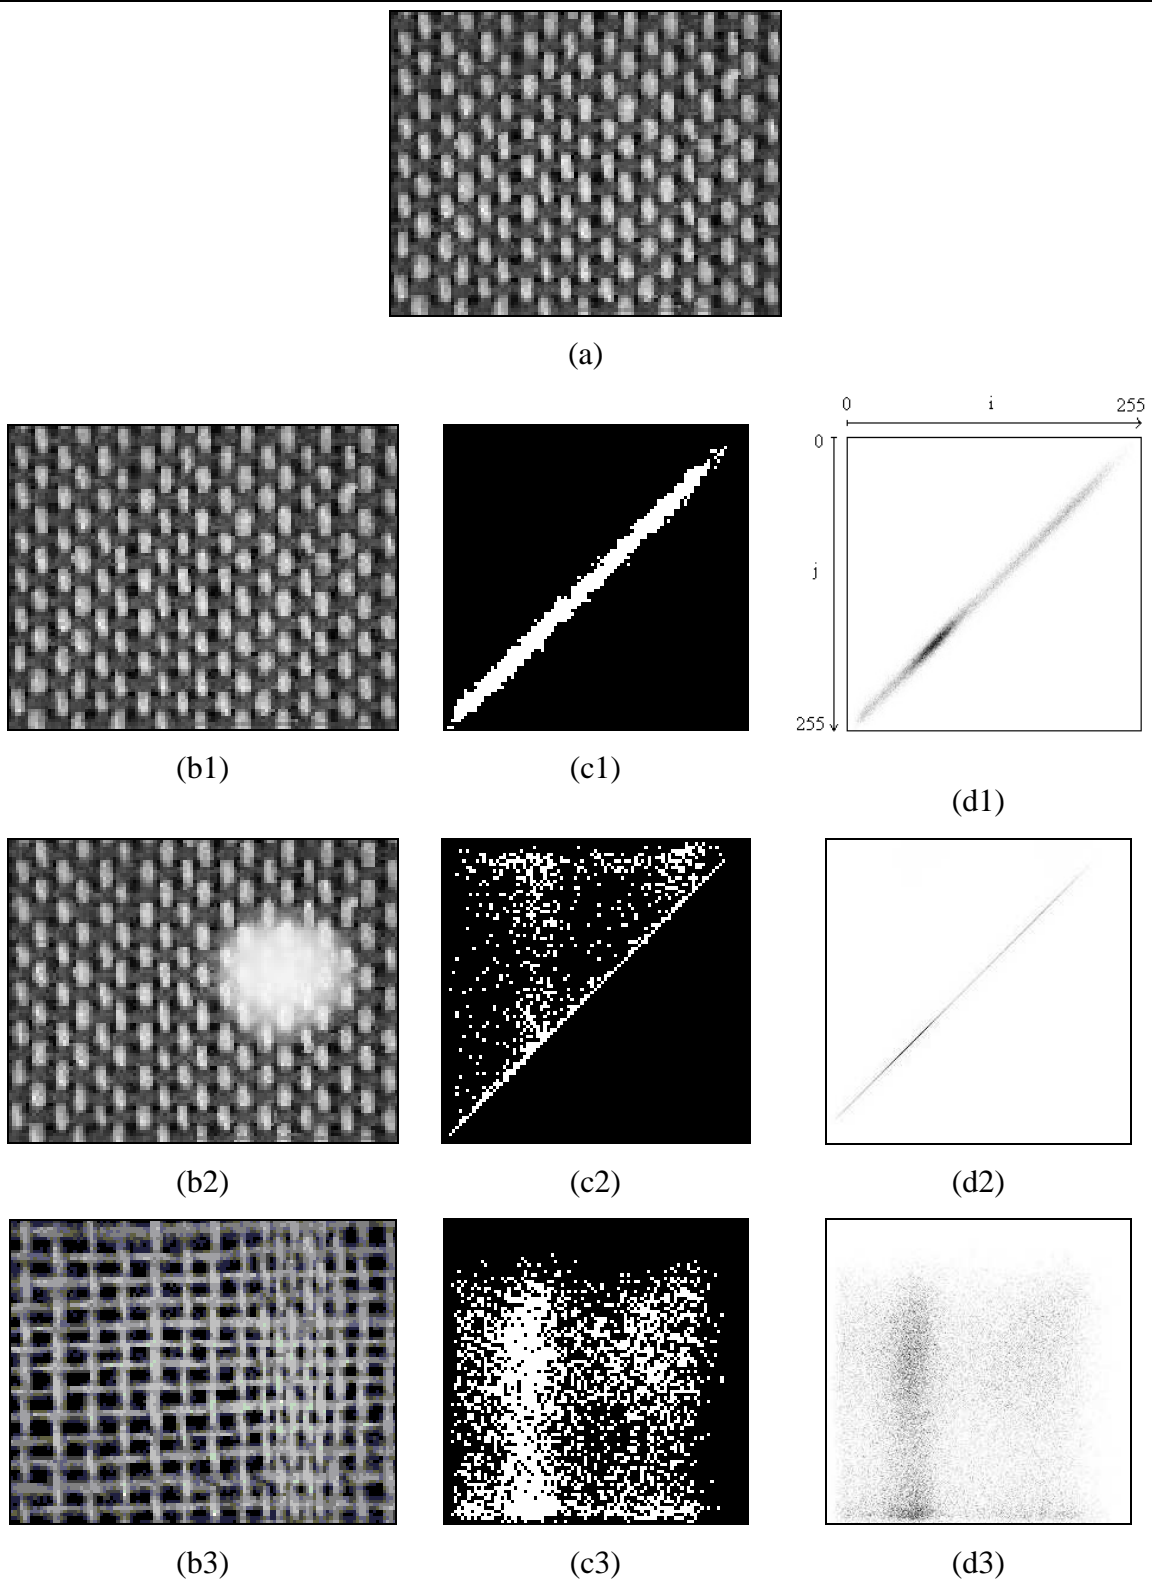 (a)
0 i 255
0
j
255
(b1) (c1)
(d1)
(b2) (c2) (d2)
(b3) (c3) (d3)